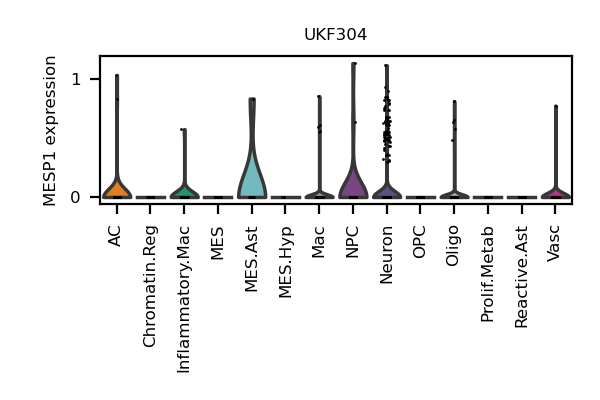 UKF304
MESP1 expression
1
0
AC
Chromatin.Reg
Inflammatory.Mac
MES
MES.Ast
MES.Hyp
Mac
NPC
Neuron
OPC
Oligo
Prolif.Metab
Reactive.Ast
Vasc